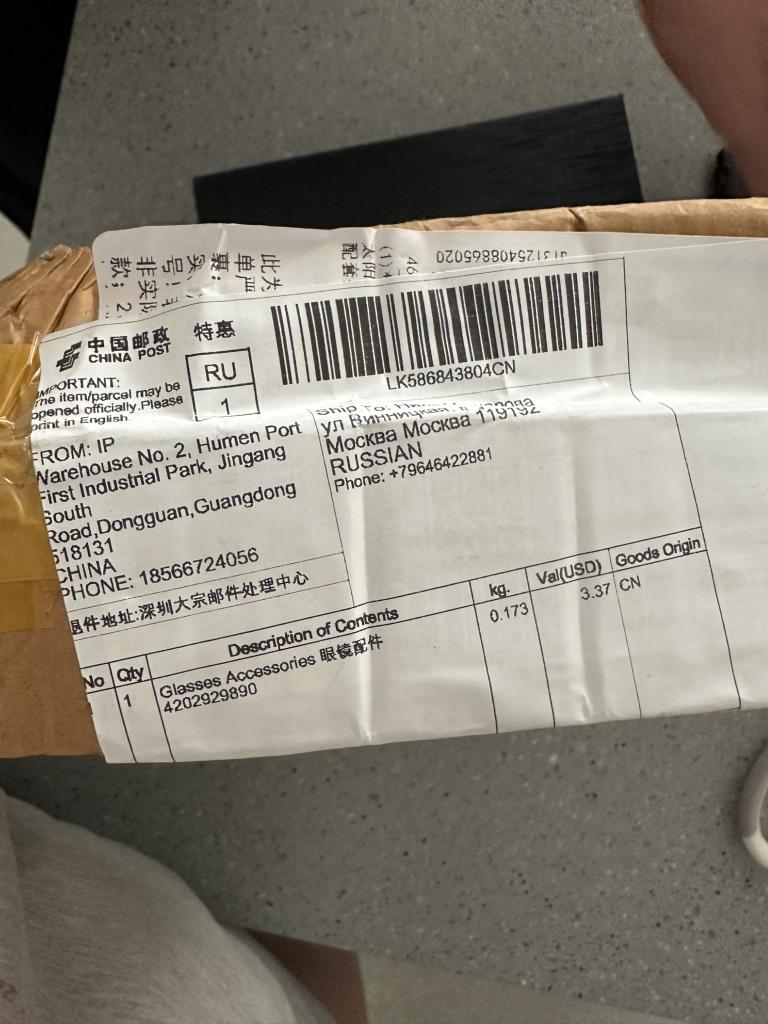 J13125408865020
中国邮政
CHINA POST
特惠
RU
1
LK586843804CN
IMPORTANT:
The item/parcel may be
opened officially.Please
print in English
FROM: IP
Warehouse No. 2, Humen Port
First Industrial Park, Jingang
South
Road,Dongguan,Guangdong
518131
CHINA
PHONE: 18566724056
退件地址:深圳大宗邮件处理中心
Ship To:
ул Винницкая
Москва Москва 119192
RUSSIAN
Phone: +79646422881
No Qty Description of Contents kg. Val(USD) Goods Origin
1 Glasses Accessories 眼镜配件 0.173 3.37 CN
4202929890